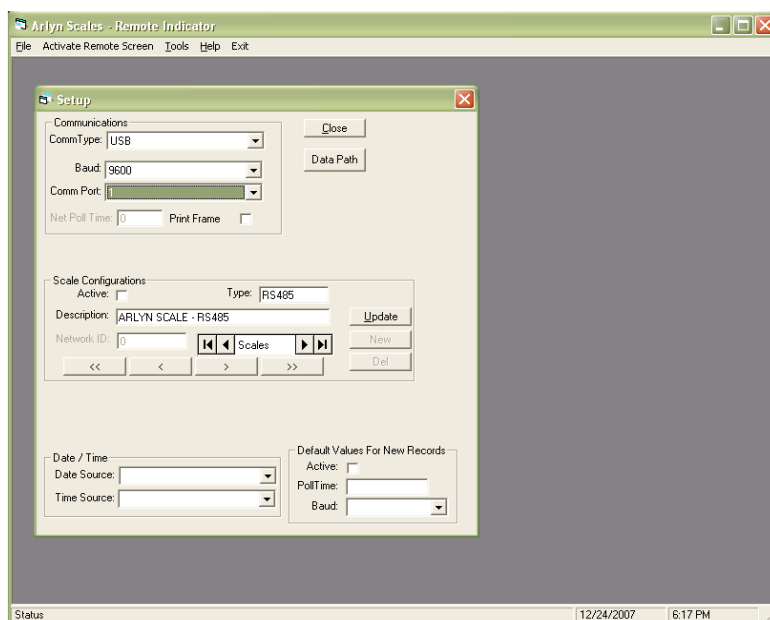 Arlyn Scales - Remote Indicator
File Activate Remote Screen Tools Help Exit
Setup
Communications
CommType: USB
Close
Baud: 9600
Data Path
Comm Port: 1
Net Poll Time: 0 Print Frame
Scale Configurations
Active: Type: RS485
Description: ARLYN SCALE - RS485
Update
Network ID: 0 Scales New
<< < > >> Del
Date / Time
Date Source:
Time Source:
Default Values For New Records
Active:
PollTime:
Baud:
Status 12/24/2007 6:17 PM